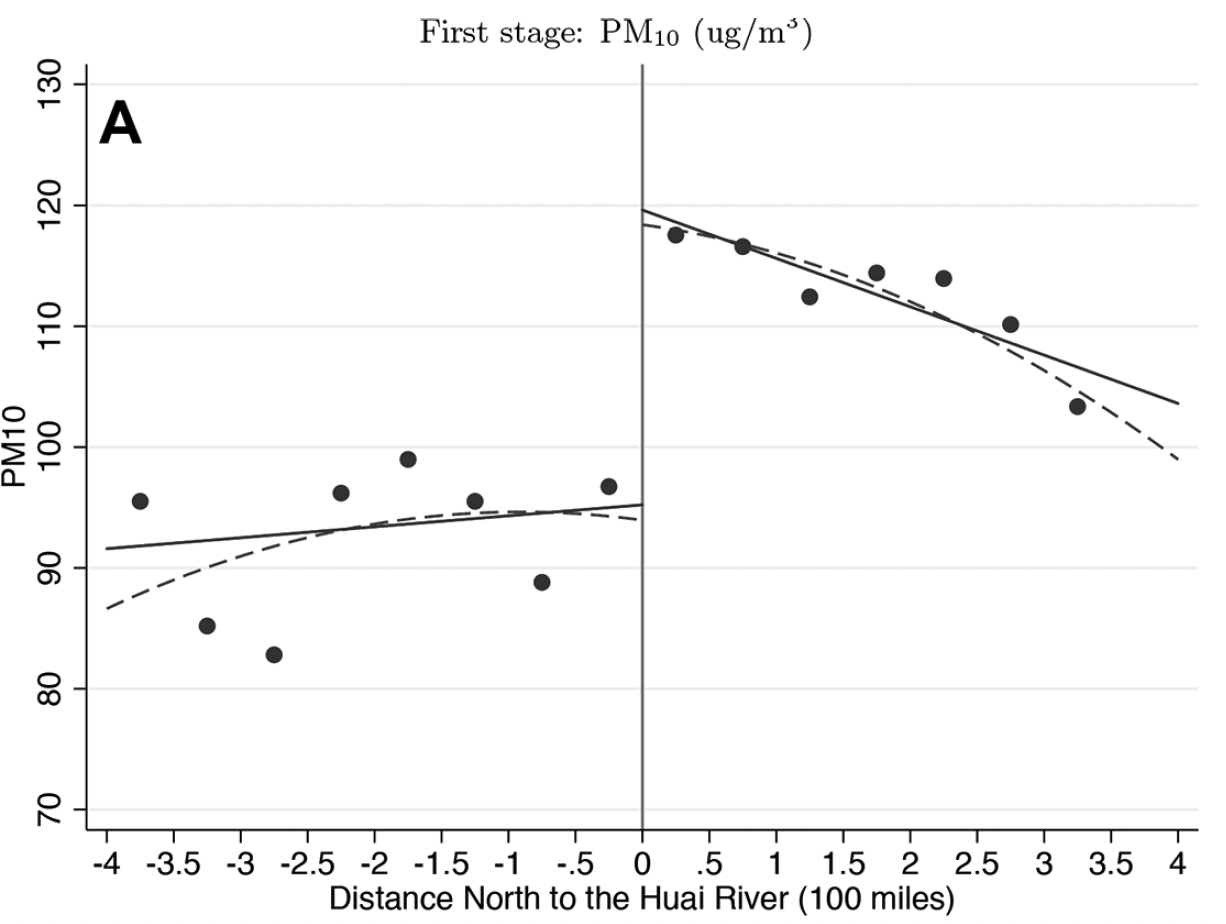 First stage: PM₁₀ (ug/m³)
A
130
120
110
100
90
80
70
PM10
-4 -3.5 -3 -2.5 -2 -1.5 -1 -.5 0 .5 1 1.5 2 2.5 3 3.5 4
Distance North to the Huai River (100 miles)